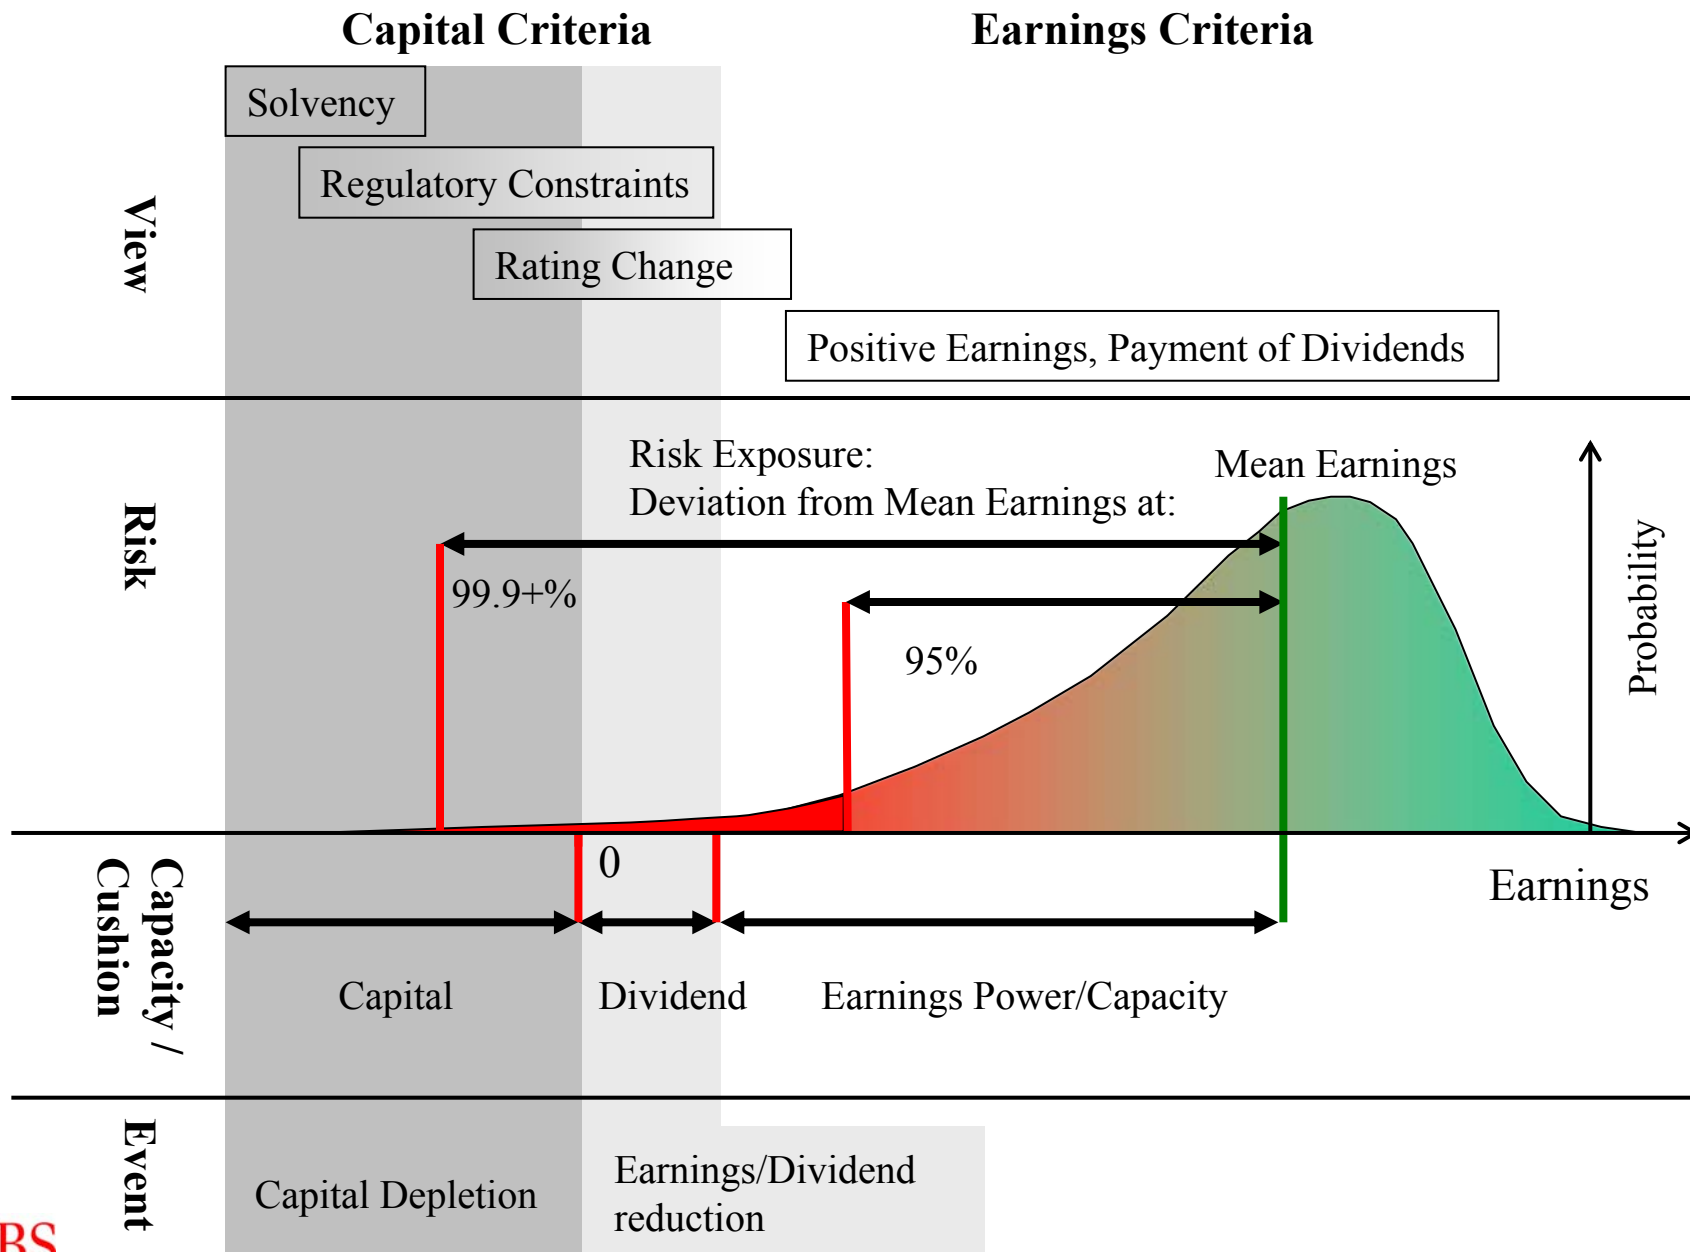 Capital Criteria
Earnings Criteria
Solvency
Regulatory Constraints
Rating Change
Positive Earnings, Payment of Dividends
View
Risk Exposure:
Deviation from Mean Earnings at:
Mean Earnings
99.9+%
95%
Risk
Probability
0
Earnings
Capacity /
Cushion
Capital
Dividend
Earnings Power/Capacity
Event
Capital Depletion
Earnings/Dividend
reduction
BS